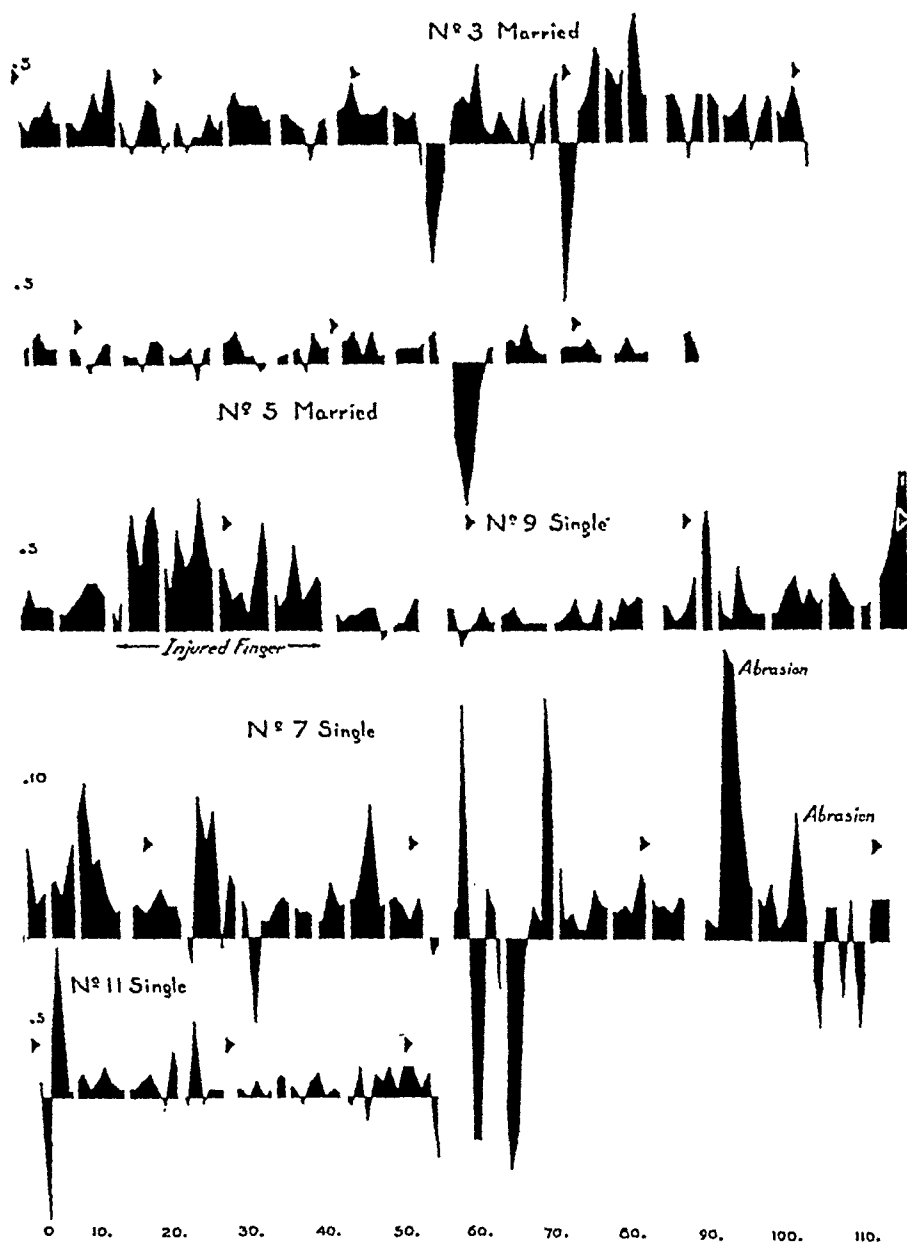 Nº 3 Married
.5
.5
Nº 5 Married
Nº 9 Single
.5
Injured Finger
Abrasion
Nº 7 Single
.10
Abrasion
Nº 11 Single
.5
0 10. 20. 30. 40. 50. 60. 70. 80. 90. 100. 110.